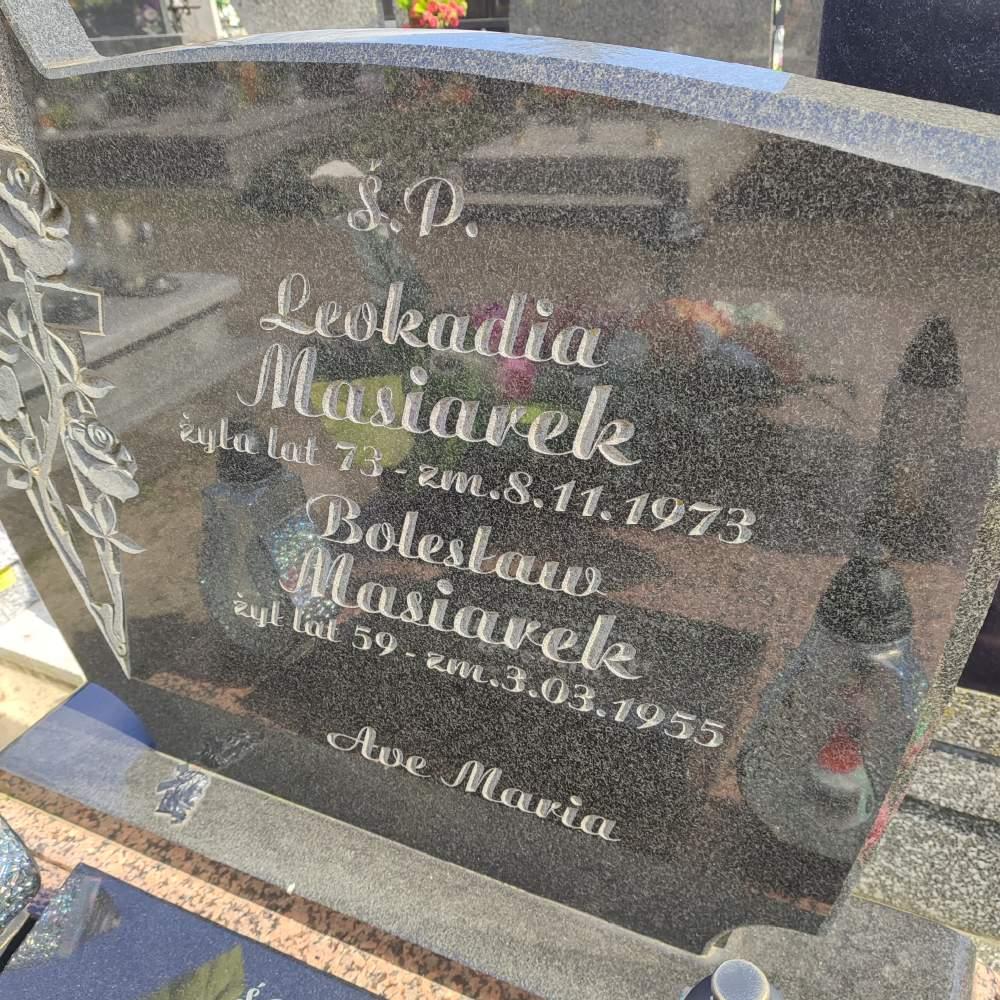 Ś.P.
Leokadia
Masiarek
żyła lat 73 - zm.8.11.1973
Bolesław
Masiarek
żył lat 59 - zm.3.03.1955
Ave Maria